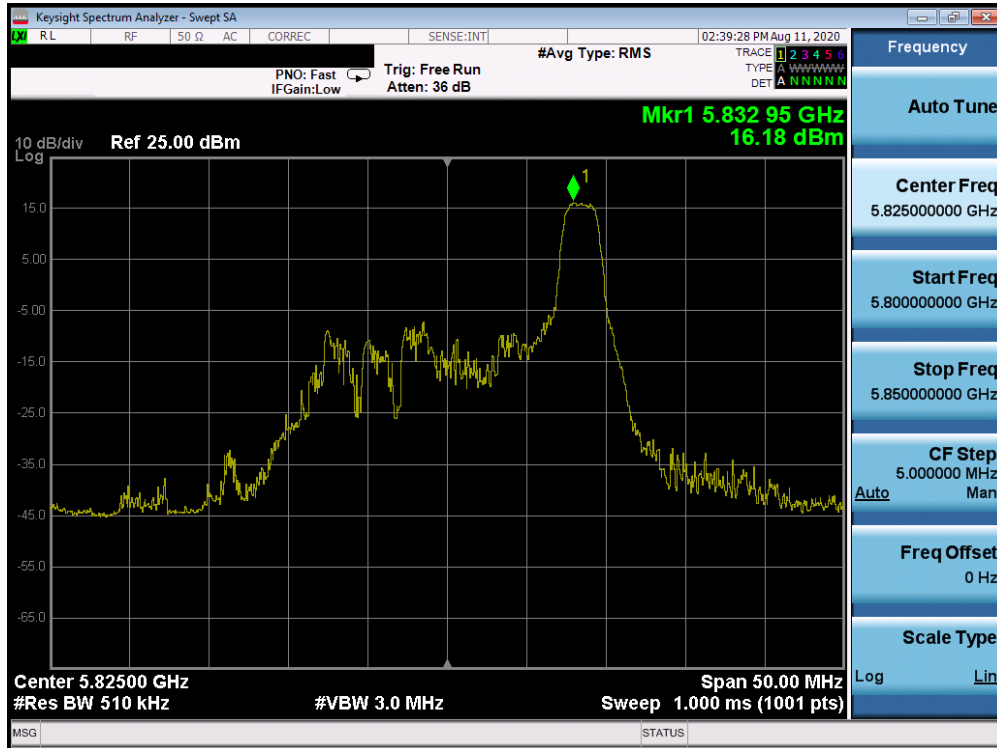 Keysight Spectrum Analyzer - Swept SA
LXI RL RF 50 Ω AC CORREC SENSE:INT 02:39:28 PM Aug 11, 2020
#Avg Type: RMS TRACE 1 2 3 4 5 6
PNO: Fast Trig: Free Run TYPE A WWWWW
IFGain:Low Atten: 36 dB DET A N N N N N
Mkr1 5.832 95 GHz
16.18 dBm
10 dB/div Ref 25.00 dBm
Log
1
15.0
5.00
-5.00
-15.0
-25.0
-35.0
-45.0
-55.0
-65.0
Center 5.82500 GHz Span 50.00 MHz
#Res BW 510 kHz #VBW 3.0 MHz Sweep 1.000 ms (1001 pts)
MSG STATUS
Frequency
Auto Tune
Center Freq
5.825000000 GHz
Start Freq
5.800000000 GHz
Stop Freq
5.850000000 GHz
CF Step
5.000000 MHz
Auto Man
Freq Offset
0 Hz
Scale Type
Log Lin